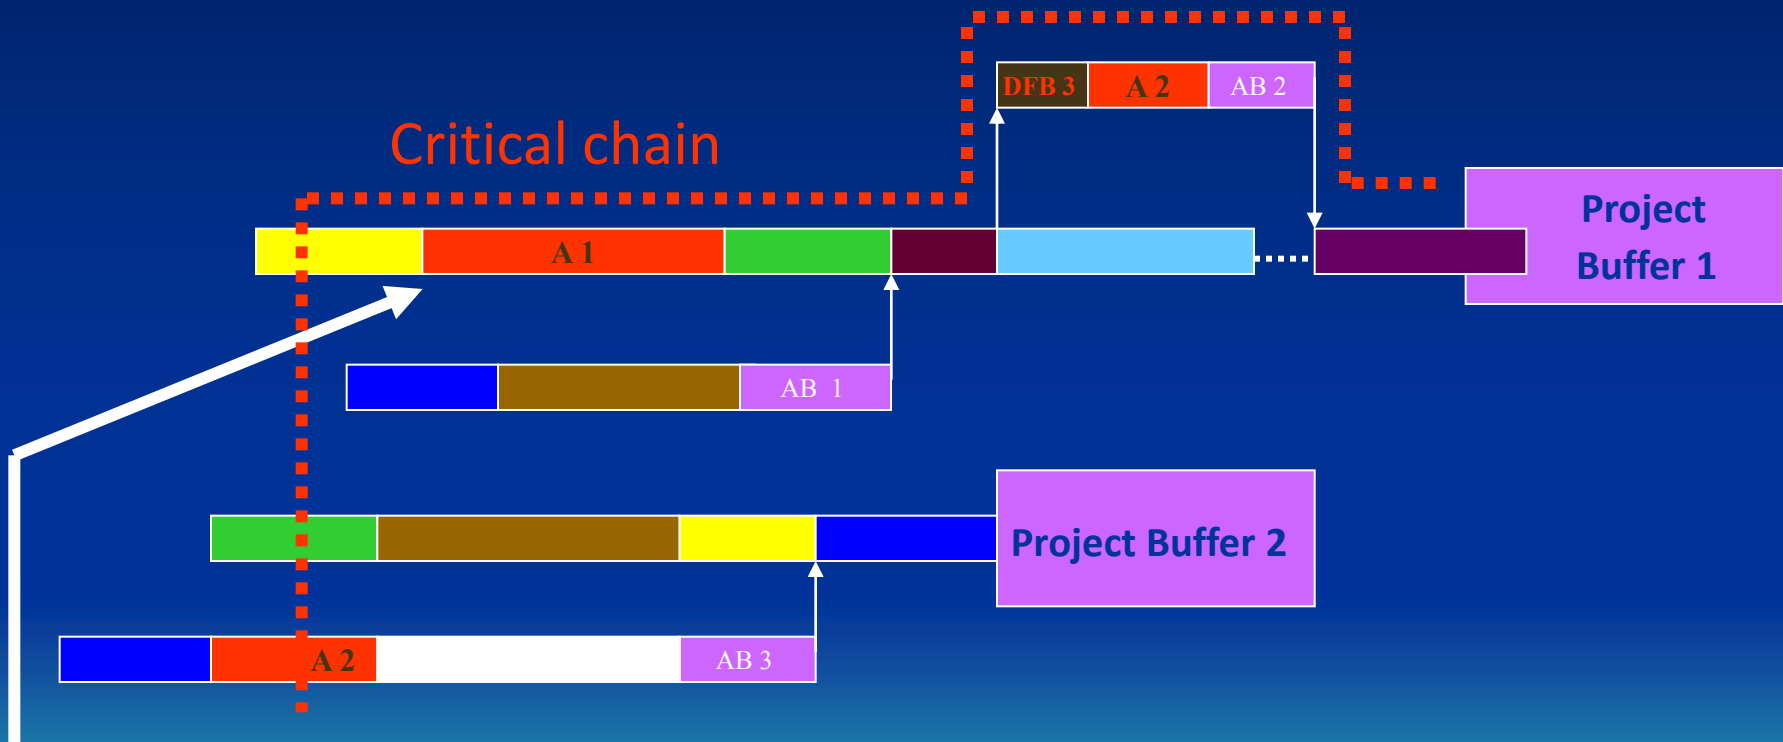 DFB 3 A 2 AB 2
Critical chain
Project
Buffer 1
A 1
AB 1
Project Buffer 2
A 2 AB 3